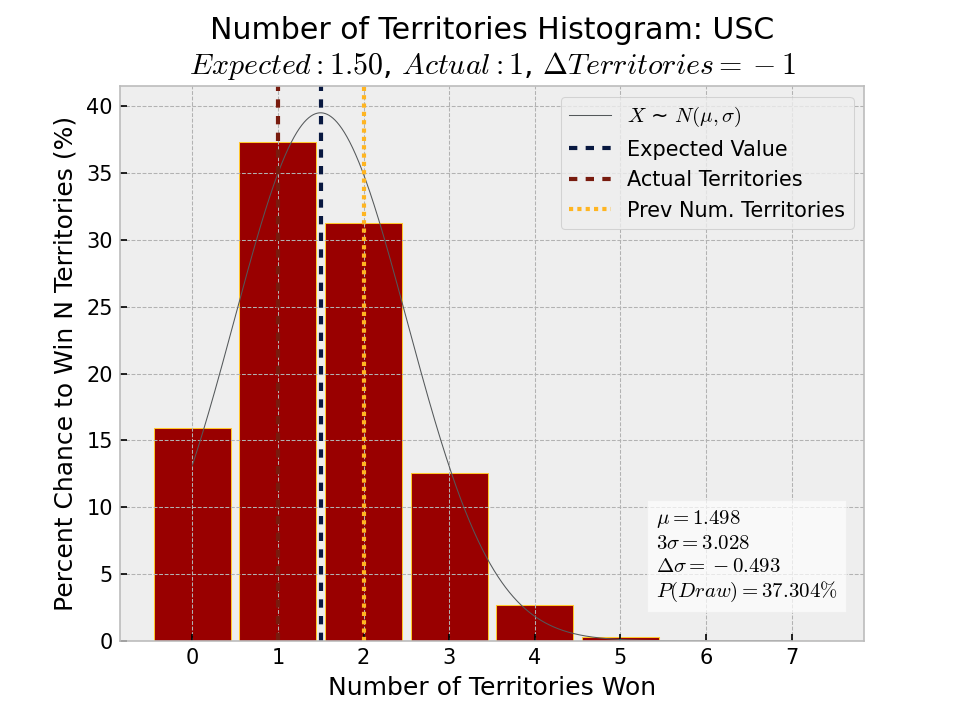 Number of Territories Histogram: USC
Expected : 1.50, Actual : 1, ΔTerritories = −1
Percent Chance to Win N Territories (%)
40
35
30
25
20
15
10
5
0
X ~ N(μ, σ)
Expected Value
Actual Territories
Prev Num. Territories
μ = 1.498
3σ = 3.028
Δσ = −0.493
P(Draw) = 37.304%
0 1 2 3 4 5 6 7
Number of Territories Won